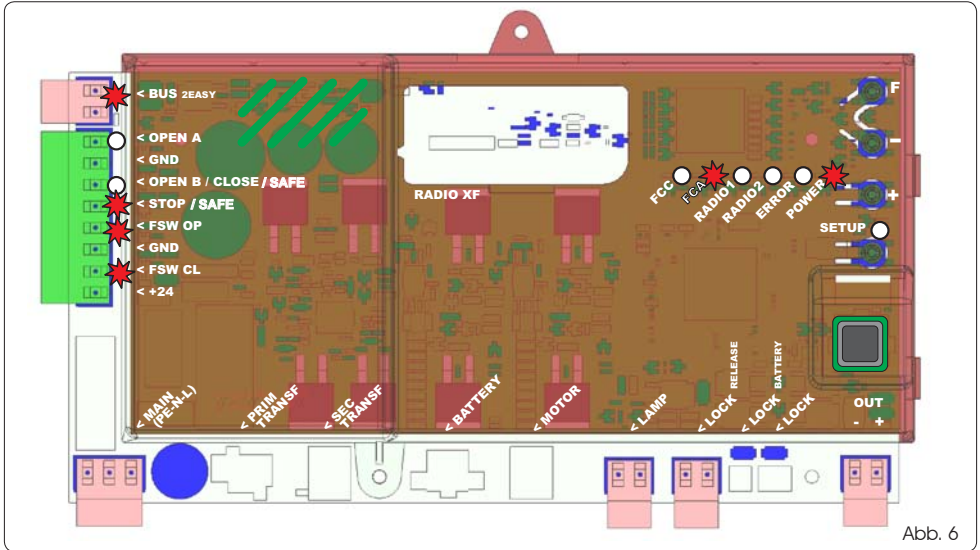 < BUS 2EASY
< OPEN A
< GND
< OPEN B / CLOSE / SAFE
< STOP / SAFE
< FSW OP
< GND
< FSW CL
< +24
RADIO XF
F
–
+
FCC
FCA
RADIO1
RADIO2
ERROR
POWER
SETUP
< MAIN
(PE-N-L)
< PRIM
TRANSF
< SEC
TRANSF
< BATTERY
< MOTOR
< LAMP
< LOCK RELEASE
< LOCK BATTERY
< LOCK
OUT
- +
Abb. 6